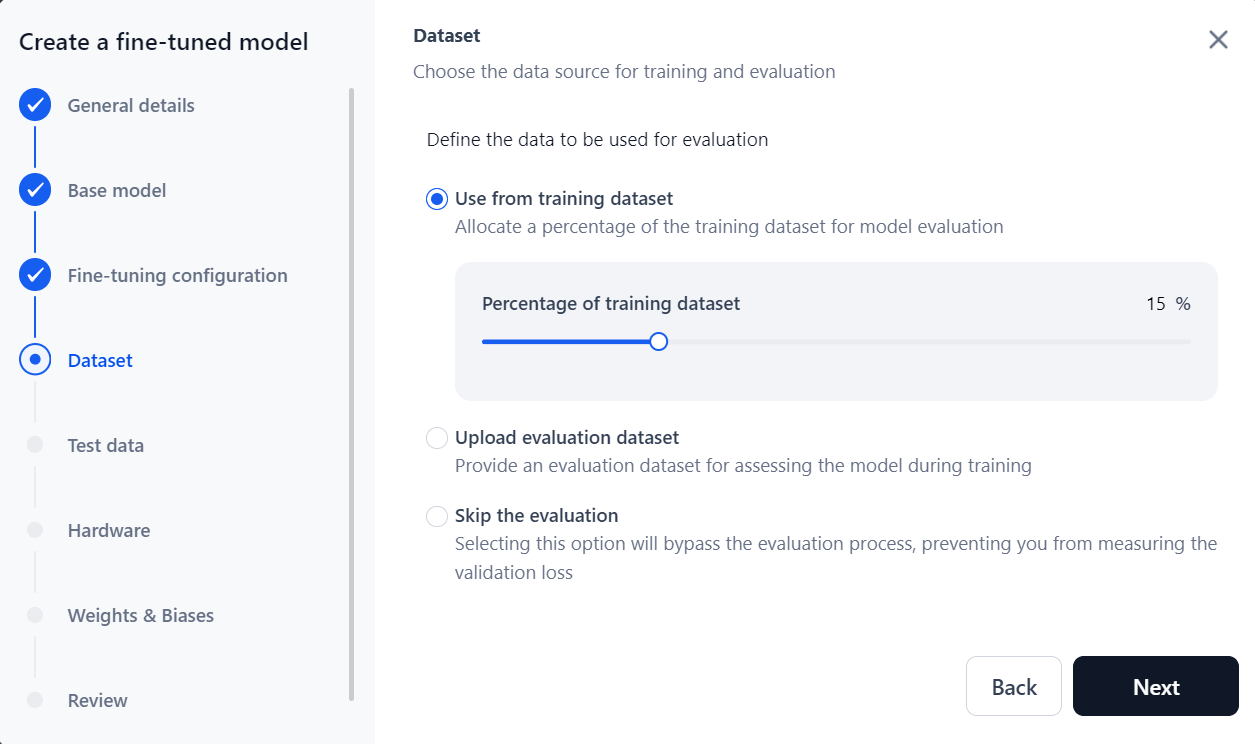 Create a fine-tuned model
General details
Base model
Fine-tuning configuration
Dataset
Test data
Hardware
Weights & Biases
Review
Dataset
Choose the data source for training and evaluation
Define the data to be used for evaluation
Use from training dataset
Allocate a percentage of the training dataset for model evaluation
Percentage of training dataset 15 %
Upload evaluation dataset
Provide an evaluation dataset for assessing the model during training
Skip the evaluation
Selecting this option will bypass the evaluation process, preventing you from measuring the
validation loss
Back Next